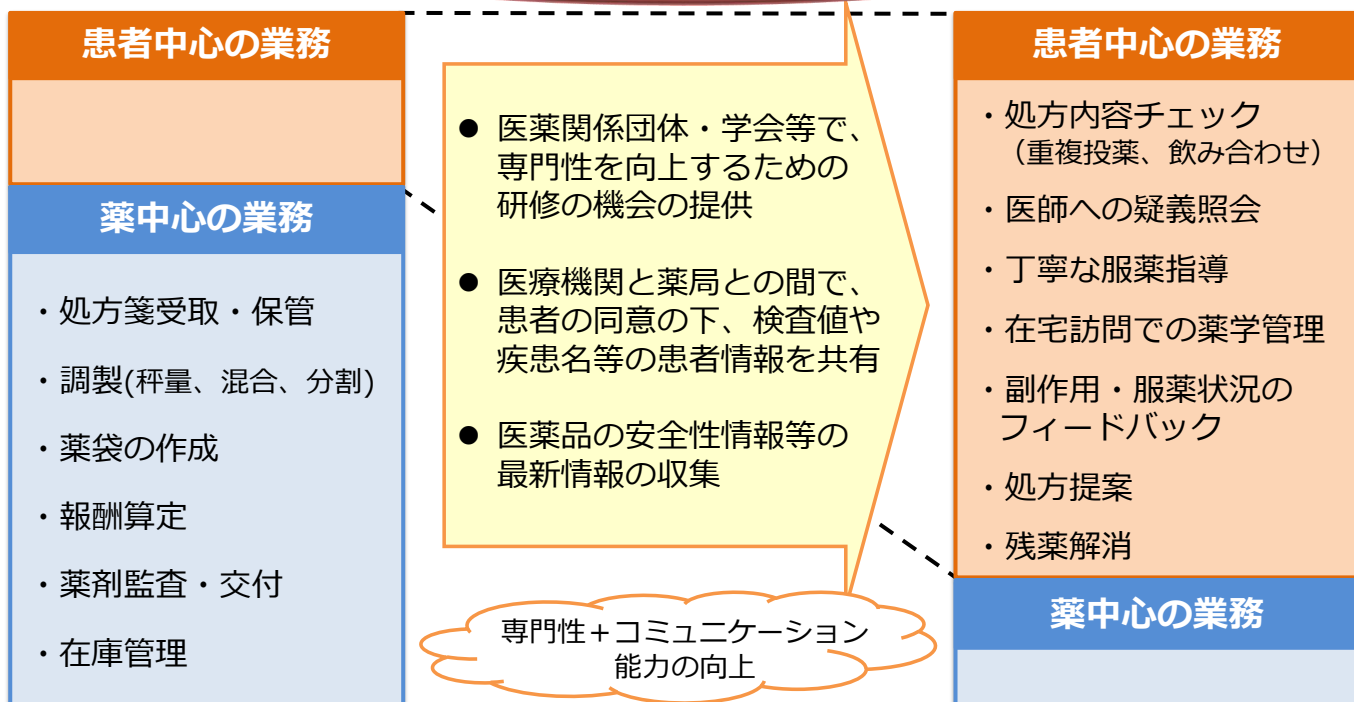 患者中心の業務
薬中心の業務
・処方箋受取・保管
・調製(秤量、混合、分割)
・薬袋の作成
・報酬算定
・薬剤監査・交付
・在庫管理
● 医薬関係団体・学会等で、
専門性を向上するための
研修の機会の提供
● 医療機関と薬局との間で、
患者の同意の下、検査値や
疾患名等の患者情報を共有
● 医薬品の安全性情報等の
最新情報の収集
専門性+コミュニケーション
能力の向上
患者中心の業務
・処方内容チェック
（重複投薬、飲み合わせ）
・医師への疑義照会
・丁寧な服薬指導
・在宅訪問での薬学管理
・副作用・服薬状況の
フィードバック
・処方提案
・残薬解消
薬中心の業務